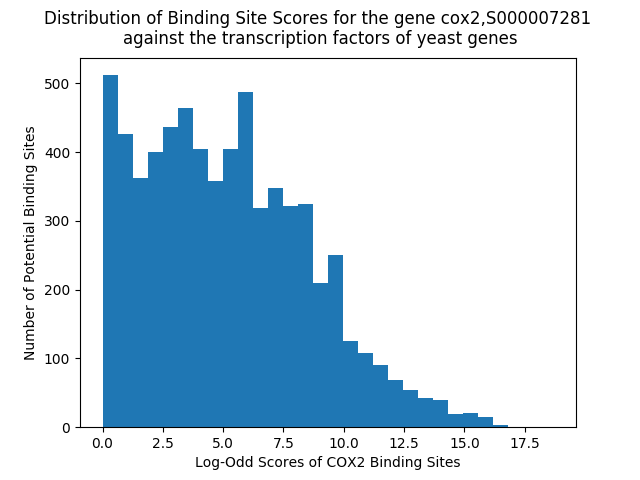 Distribution of Binding Site Scores for the gene cox2,S000007281
against the transcription factors of yeast genes
500
400
300
200
100
0
Number of Potential Binding Sites
0.0 2.5 5.0 7.5 10.0 12.5 15.0 17.5
Log-Odd Scores of COX2 Binding Sites